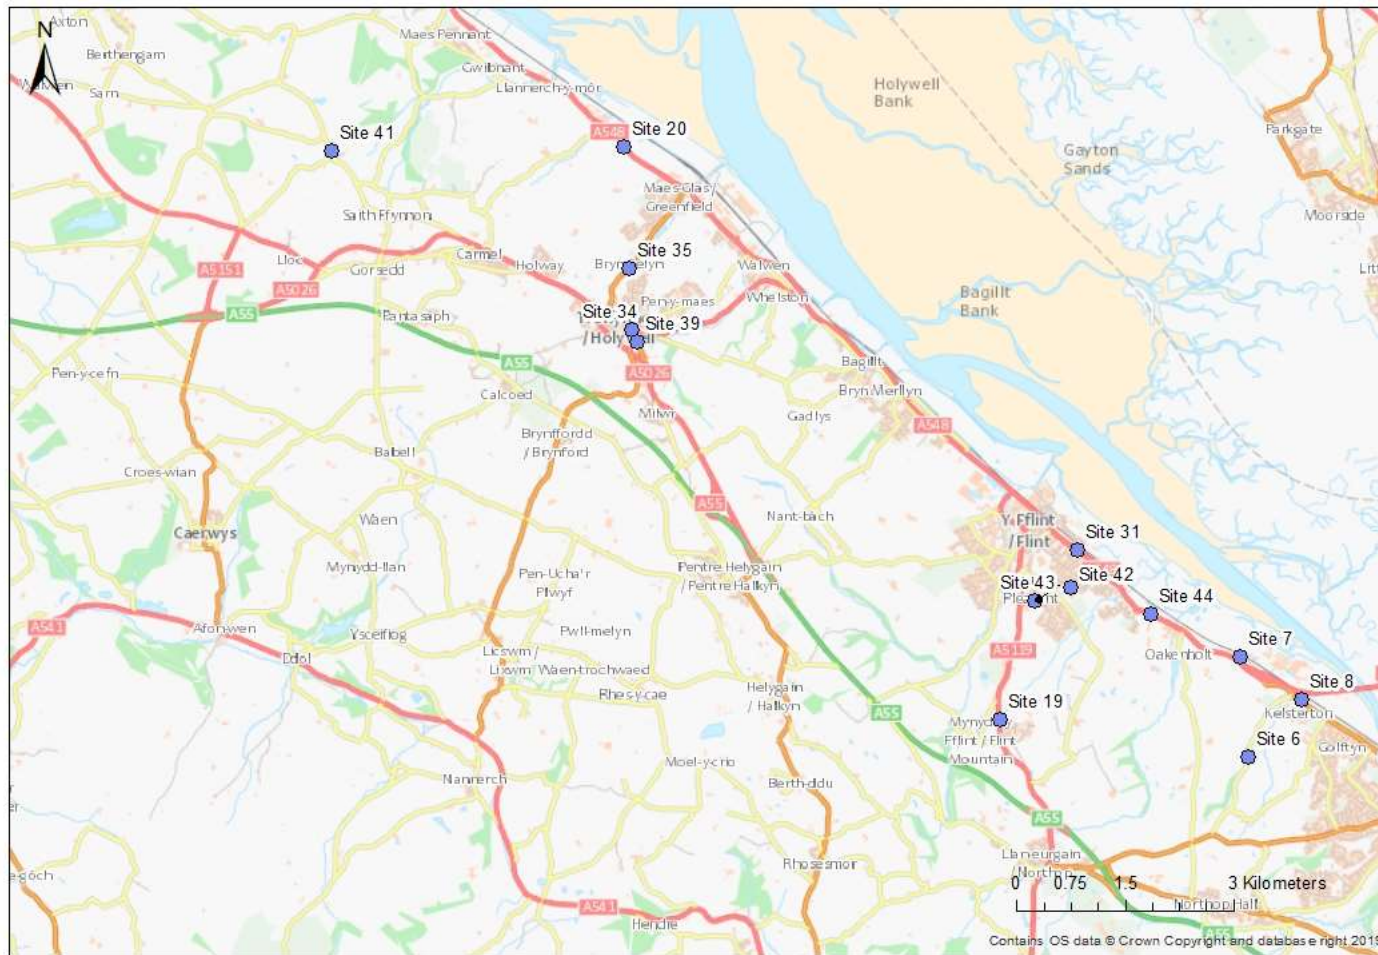 Axton
N
Maes Pennant
Berthengam
Gwibnant
Walwen
Sarn
Llannerch-y-môr
Holywell
Bank
Parkgate
Site 41
A548
Site 20
Gayton
Sands
Maes-Glas /
Greenfield
Moorside
Saith Ffynnon
Carmel
Site 35
Lloc
Gorsedd
Holway
Walwen
A5151
A5026
Whelston
Bagillt
Bank
Pen-y-maes
A55
Pantasaph
Site 34
Site 39
A55
A5026
Bagillt
Pen-y-cefn
Calcoed
Milwr
Gadlys
A548
Brynffordd
/ Brynford
Babell
Croes-wian
A55
Caerwys
Waen
Nant-bach
Y Fflint
/Flint
Site 31
Mynydd-llan
Pen-Ucha'r
Plwyf
Pentre Helygain
/ Pentre Halkyn
Site 42
Site 43
Site 44
A541
Afon-wen
Ysceifiog
Pwll-melyn
Site 7
Ddol
Licswm /
Lixwm
Waen-trochwaed
A5119
Oakenholt
Rhes-y-cae
Helygain
/ Halkyn
Site 8
Kelsterton
A55
Site 19
Mynydd
Fflint / Flint
Mountain
Golftyn
Site 6
Moel-y-crio
Nannerch
Berth-ddu
A55
Rhosesmor
Llaneurgain
/Northop
0 0.75 1.5 3 Kilometers
A541
Northop Hall
Hendre
A55
Contains OS data © Crown Copyright and database right 2019